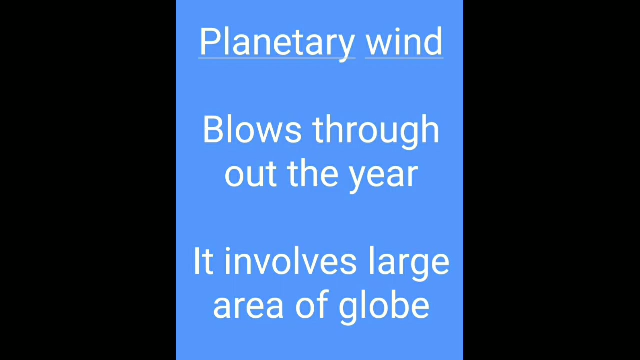 Planetary wind
Blows through
out the year
It involves large
area of globe